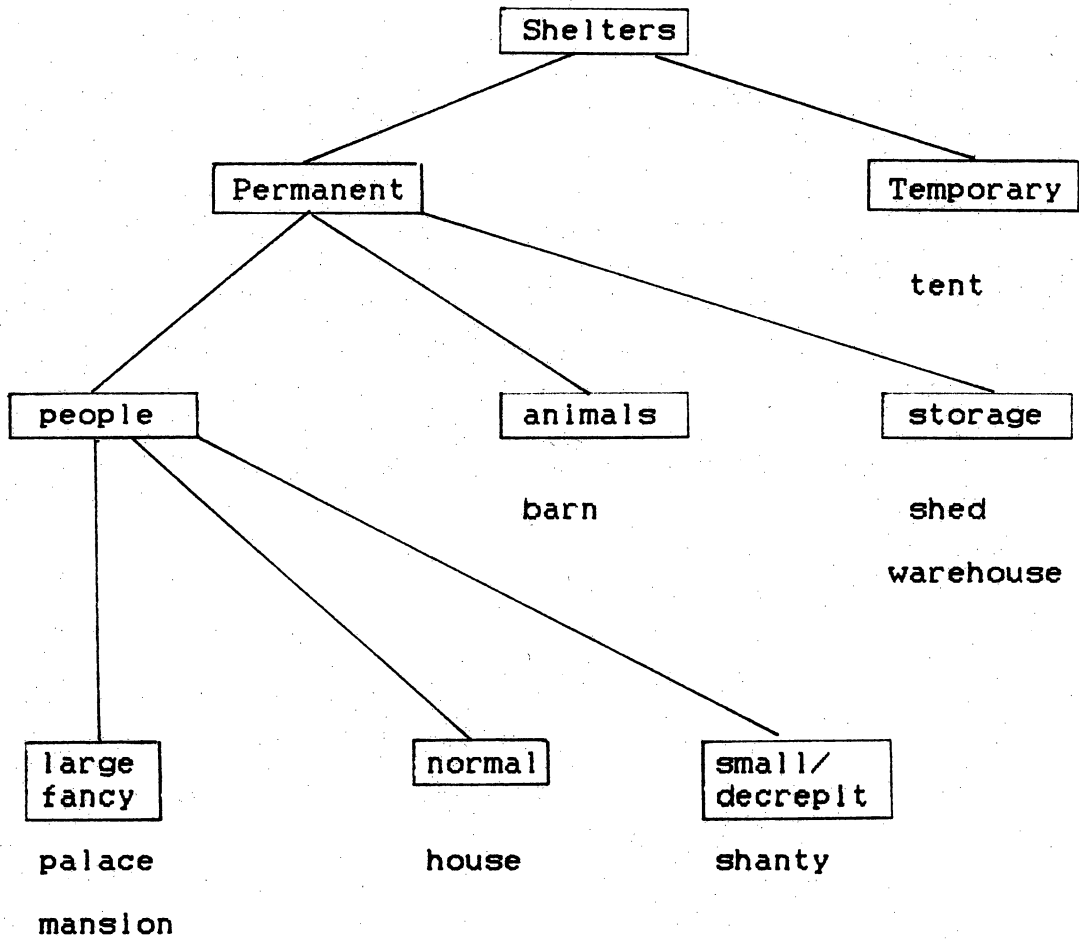 Shelters
Permanent
Temporary
tent
people
animals
storage
barn
shed
warehouse
large
fancy
normal
small/
decrepit
palace
house
shanty
mansion